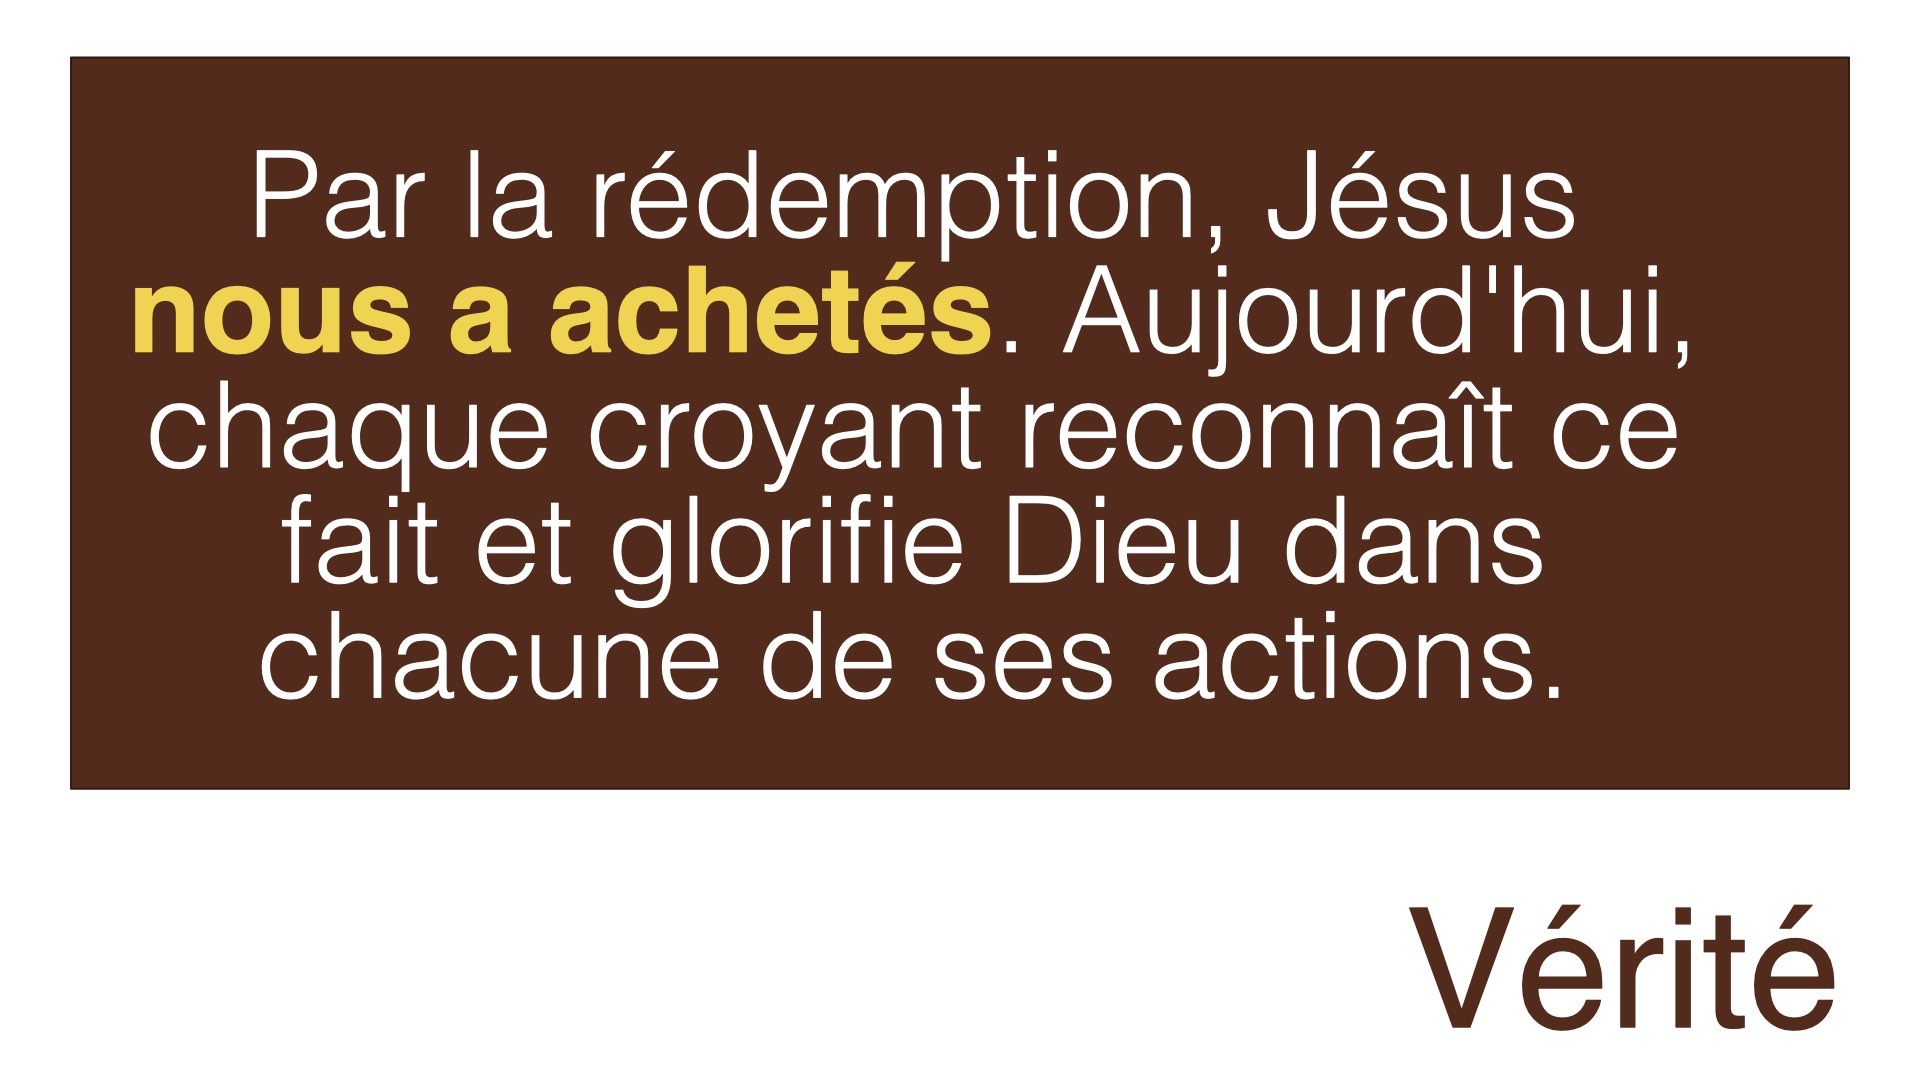 Par la rédemption, Jésus
nous a achetés. Aujourd'hui,
chaque croyant reconnaît ce
fait et glorifie Dieu dans
chacune de ses actions.
Vérité